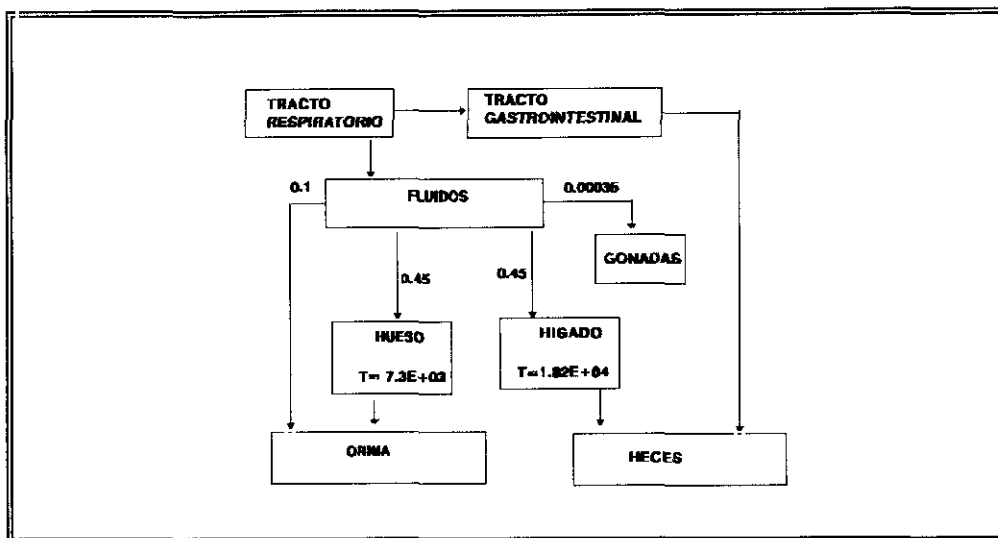 TRACTO
RESPIRATORIO
TRACTO
GASTROINTESTINAL
0.1
FLUIDOS
0.00035
GONADAS
0.45
0.45
HUESO
T= 7.3E+03
HIGADO
T=1.82E+04
ORINA
HECES